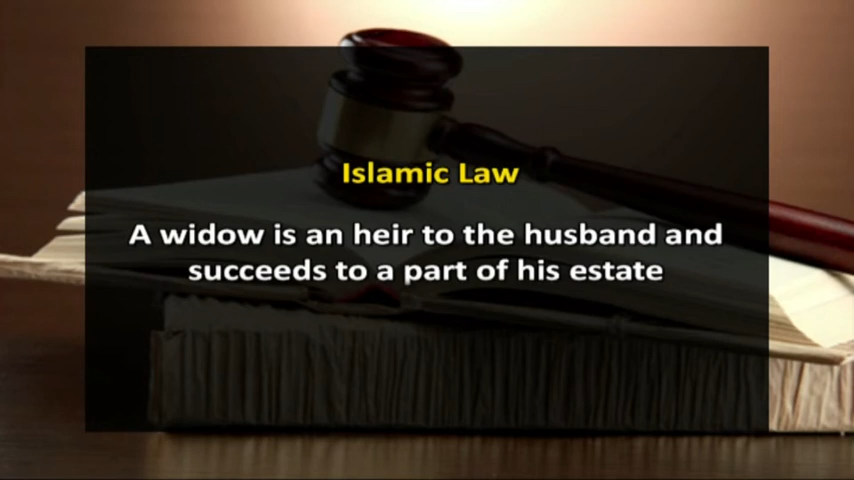 Islamic Law
A widow is an heir to the husband and
succeeds to a part of his estate